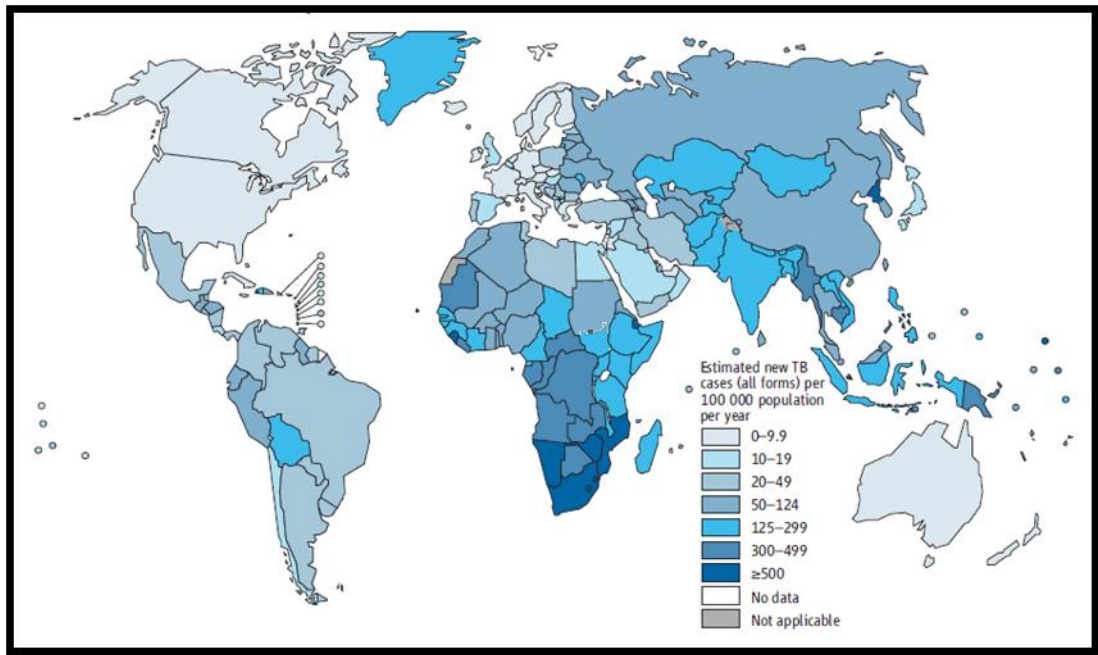 Estimated new TB
cases (all forms) per
100 000 population
per year
0–9.9
10–19
20–49
50–124
125–299
300–499
≥500
No data
Not applicable